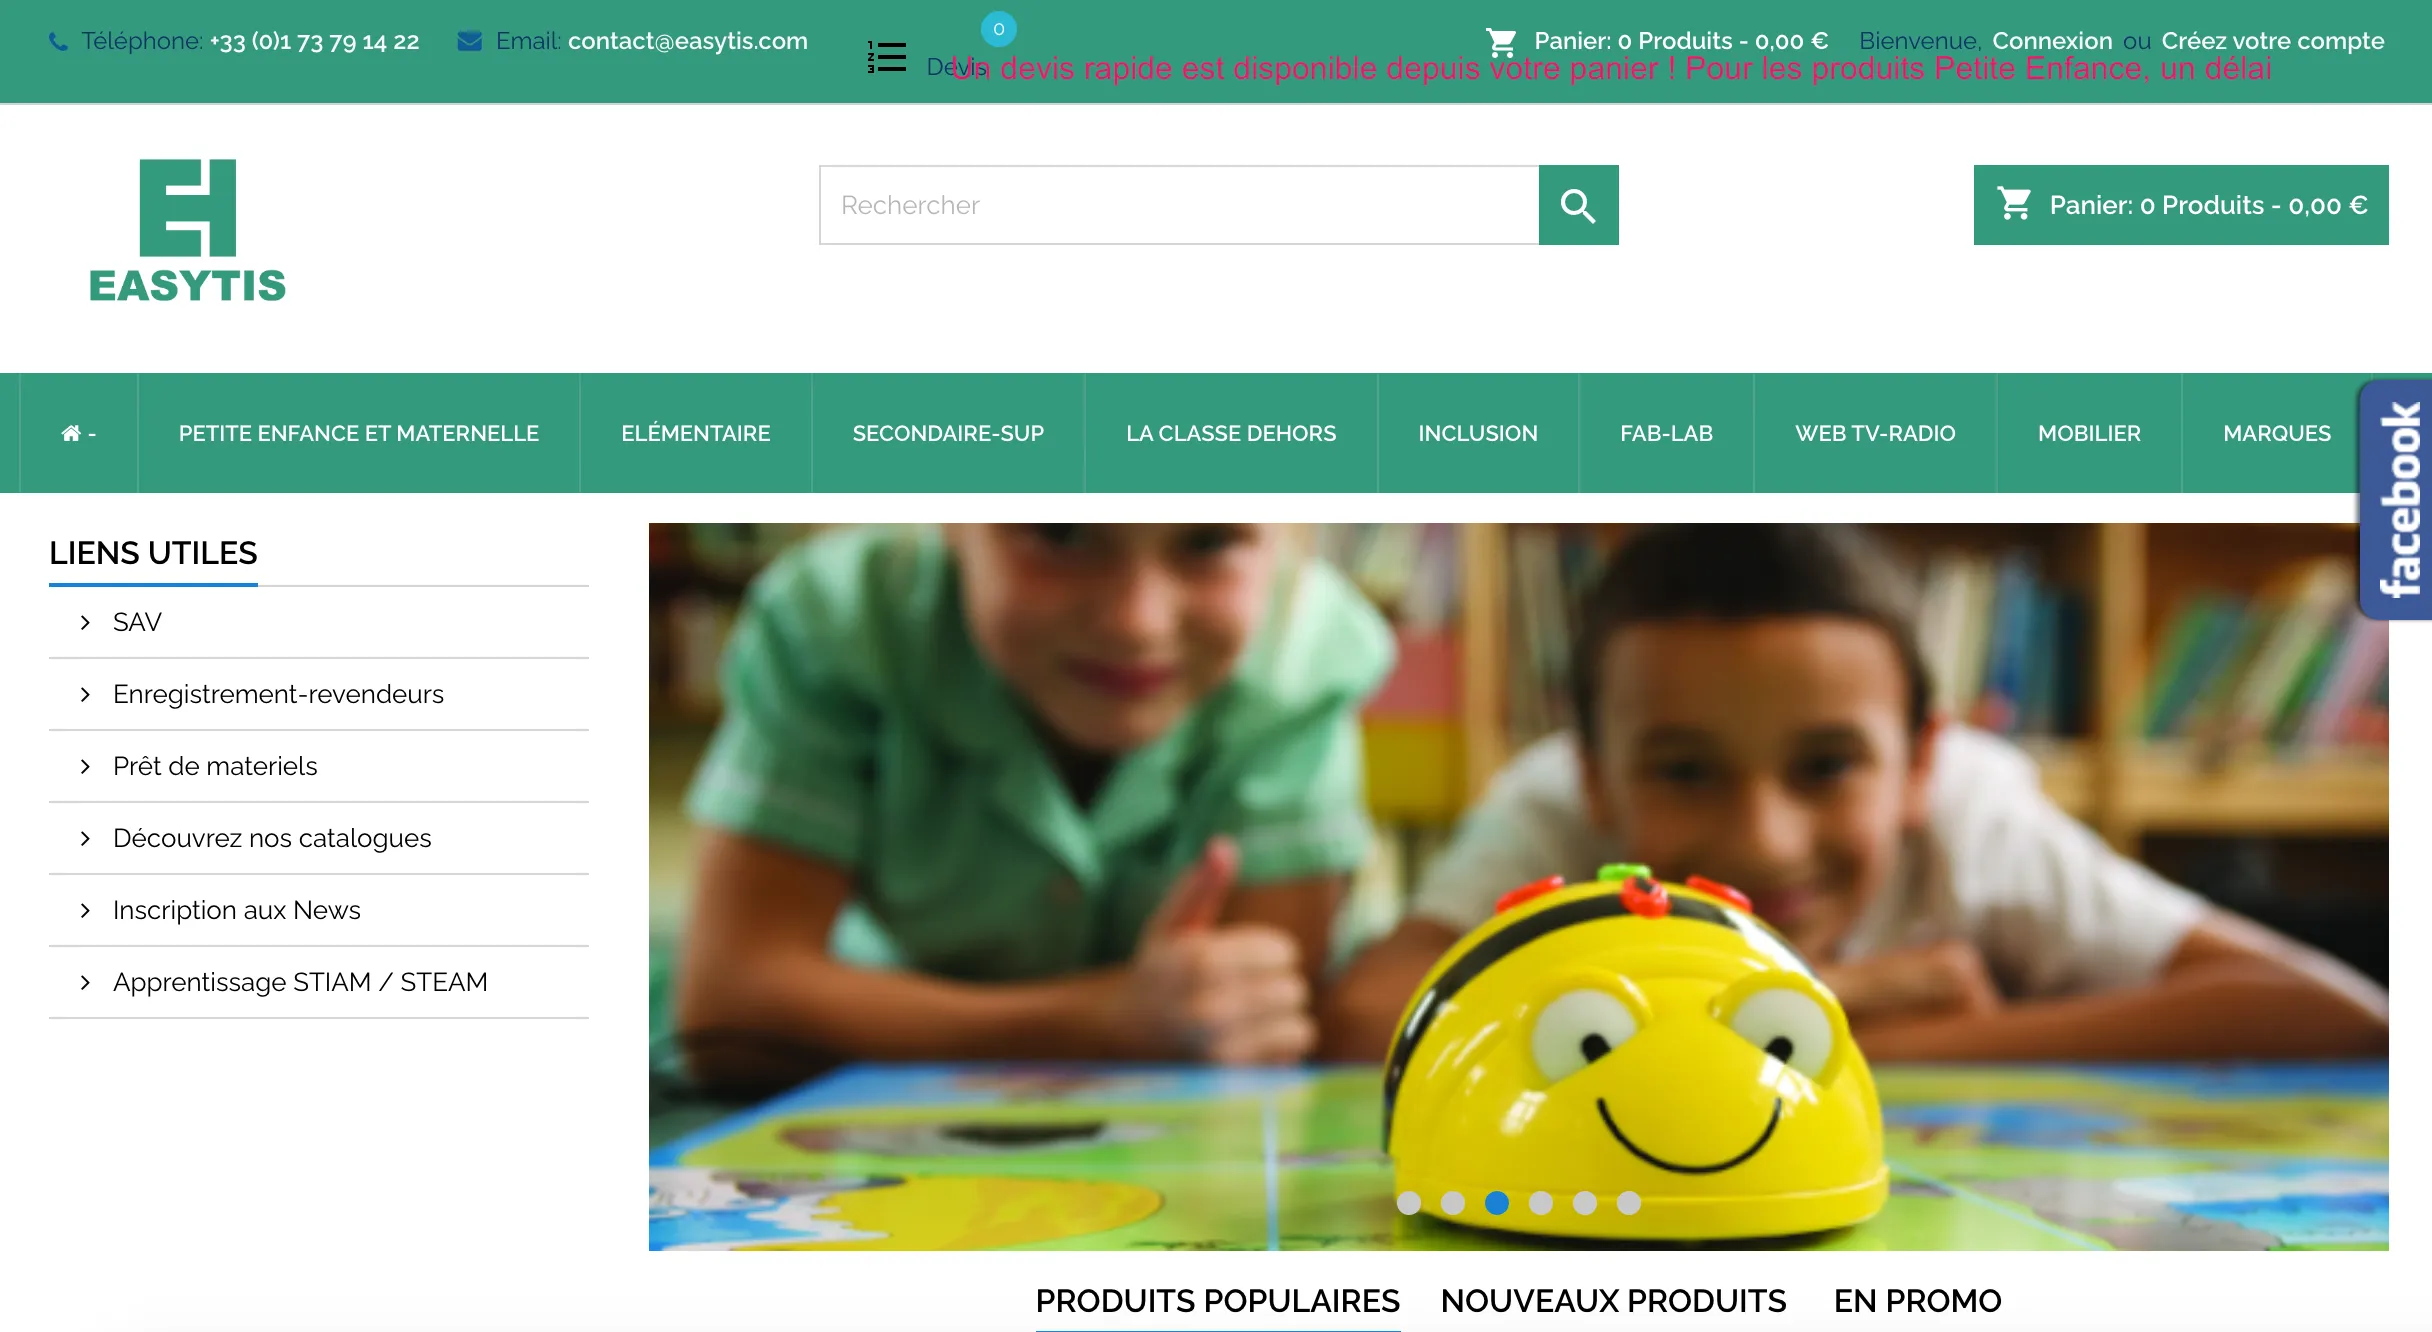 Téléphone: +33 (0)1 73 79 14 22
Email: contact@easytis.com
0
1
2
3
Devis
Panier: 0 Produits - 0,00 €
Bienvenue, Connexion ou Créez votre compte
Un devis rapide est disponible depuis votre panier ! Pour les produits Petite Enfance, un délai
EASYTIS
Rechercher
Panier: 0 Produits - 0,00 €
-
PETITE ENFANCE ET MATERNELLE
ELÉMENTAIRE
SECONDAIRE-SUP
LA CLASSE DEHORS
INCLUSION
FAB-LAB
WEB TV-RADIO
MOBILIER
MARQUES
facebook
LIENS UTILES
SAV
Enregistrement-revendeurs
Prêt de materiels
Découvrez nos catalogues
Inscription aux News
Apprentissage STIAM / STEAM
PRODUITS POPULAIRES
NOUVEAUX PRODUITS
EN PROMO